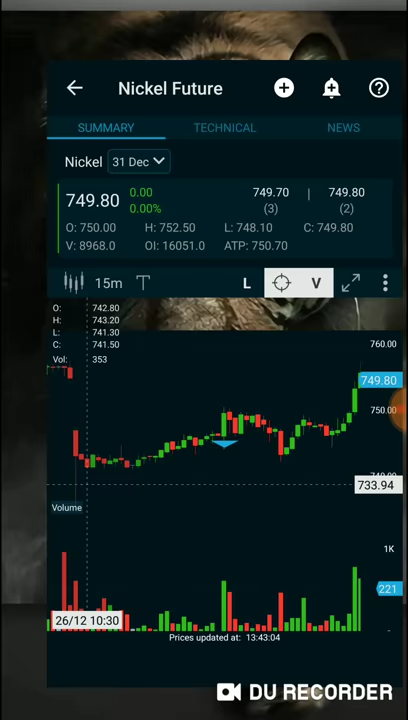 Nickel Future
SUMMARY TECHNICAL NEWS
Nickel 31 Dec
749.80 0.00 749.70 | 749.80
0.00% (3) (2)
O: 750.00 H: 752.50 L: 748.10 C: 749.80
V: 8968.0 OI: 16051.0 ATP: 750.70
15m T L V
O: 742.80
H: 743.20
L: 741.30
C: 741.50
Vol: 353
760.00
749.80
750.00
733.94
Volume
1K
221
26/12 10:30
Prices updated at: 13:43:04
DU RECORDER